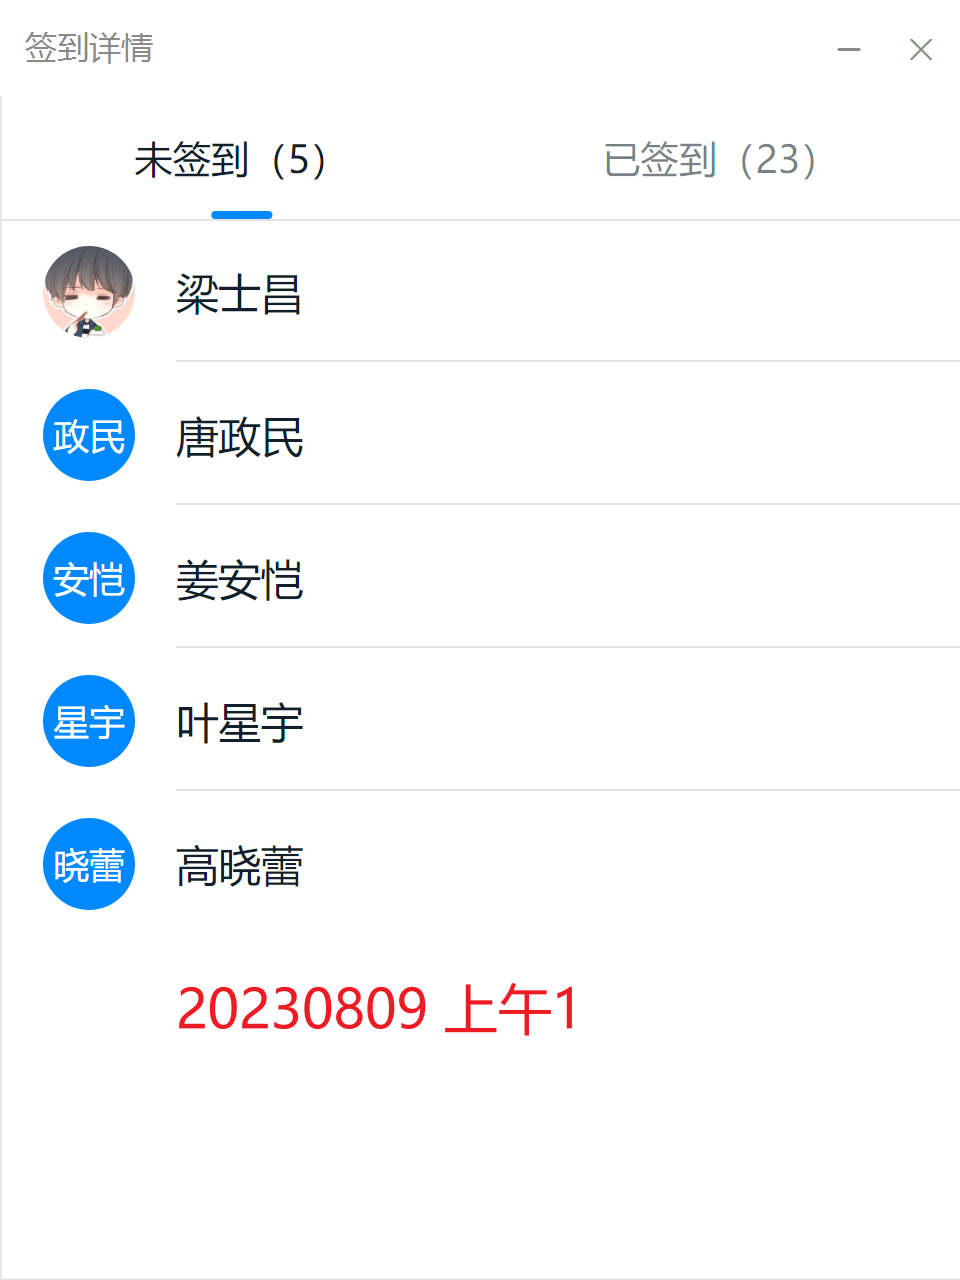 签到详情
未签到（5） 已签到（23）
梁士昌
政民 唐政民
安恺 姜安恺
星宇 叶星宇
晓蕾 高晓蕾
20230809 上午1